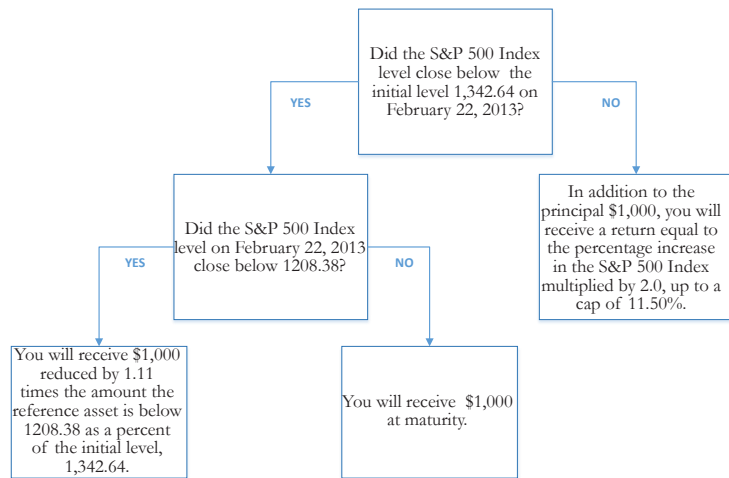 Did the S&P 500 Index
level close below the
initial level 1,342.64 on
February 22, 2013?
YES
NO
Did the S&P 500 Index
level on February 22, 2013
close below 1208.38?
In addition to the
principal $1,000, you will
receive a return equal to
the percentage increase
in the S&P 500 Index
multiplied by 2.0, up to a
cap of 11.50%.
YES
NO
You will receive $1,000
reduced by 1.11
times the amount the
reference asset is below
1208.38 as a percent
of the initial level,
1,342.64.
You will receive $1,000
at maturity.